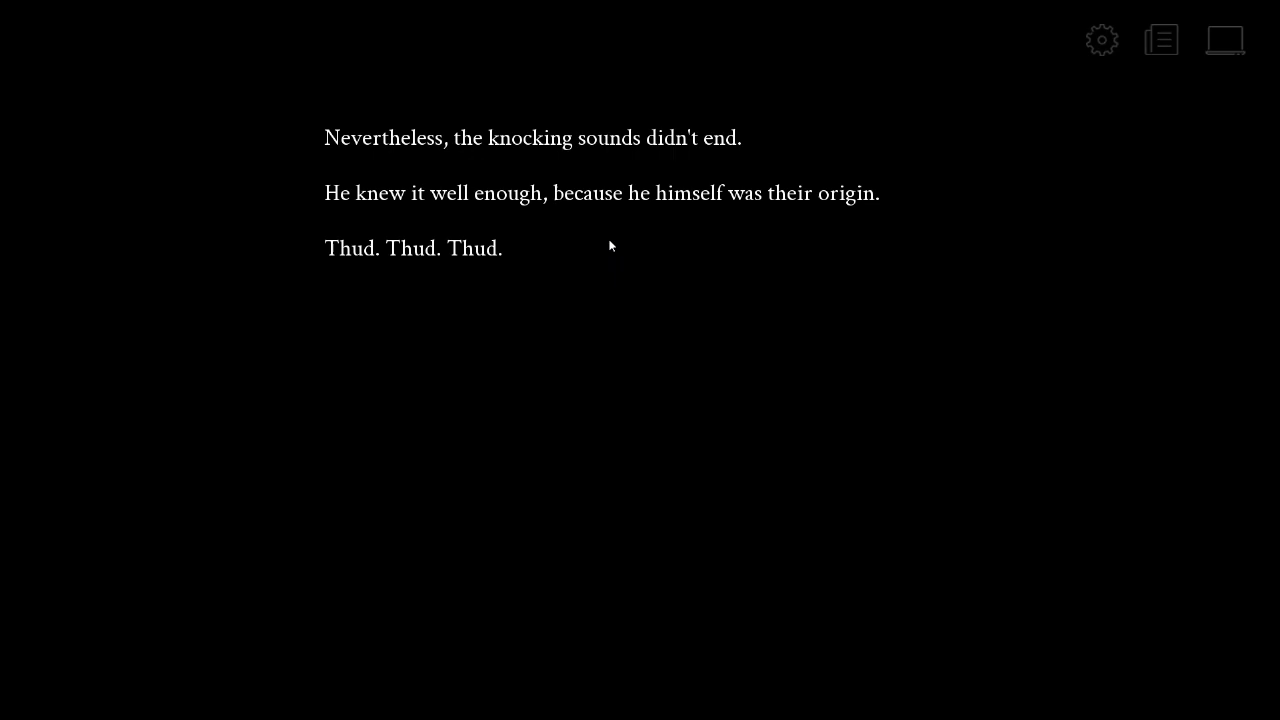 Nevertheless, the knocking sounds didn't end.
He knew it well enough, because he himself was their origin.
Thud. Thud. Thud.